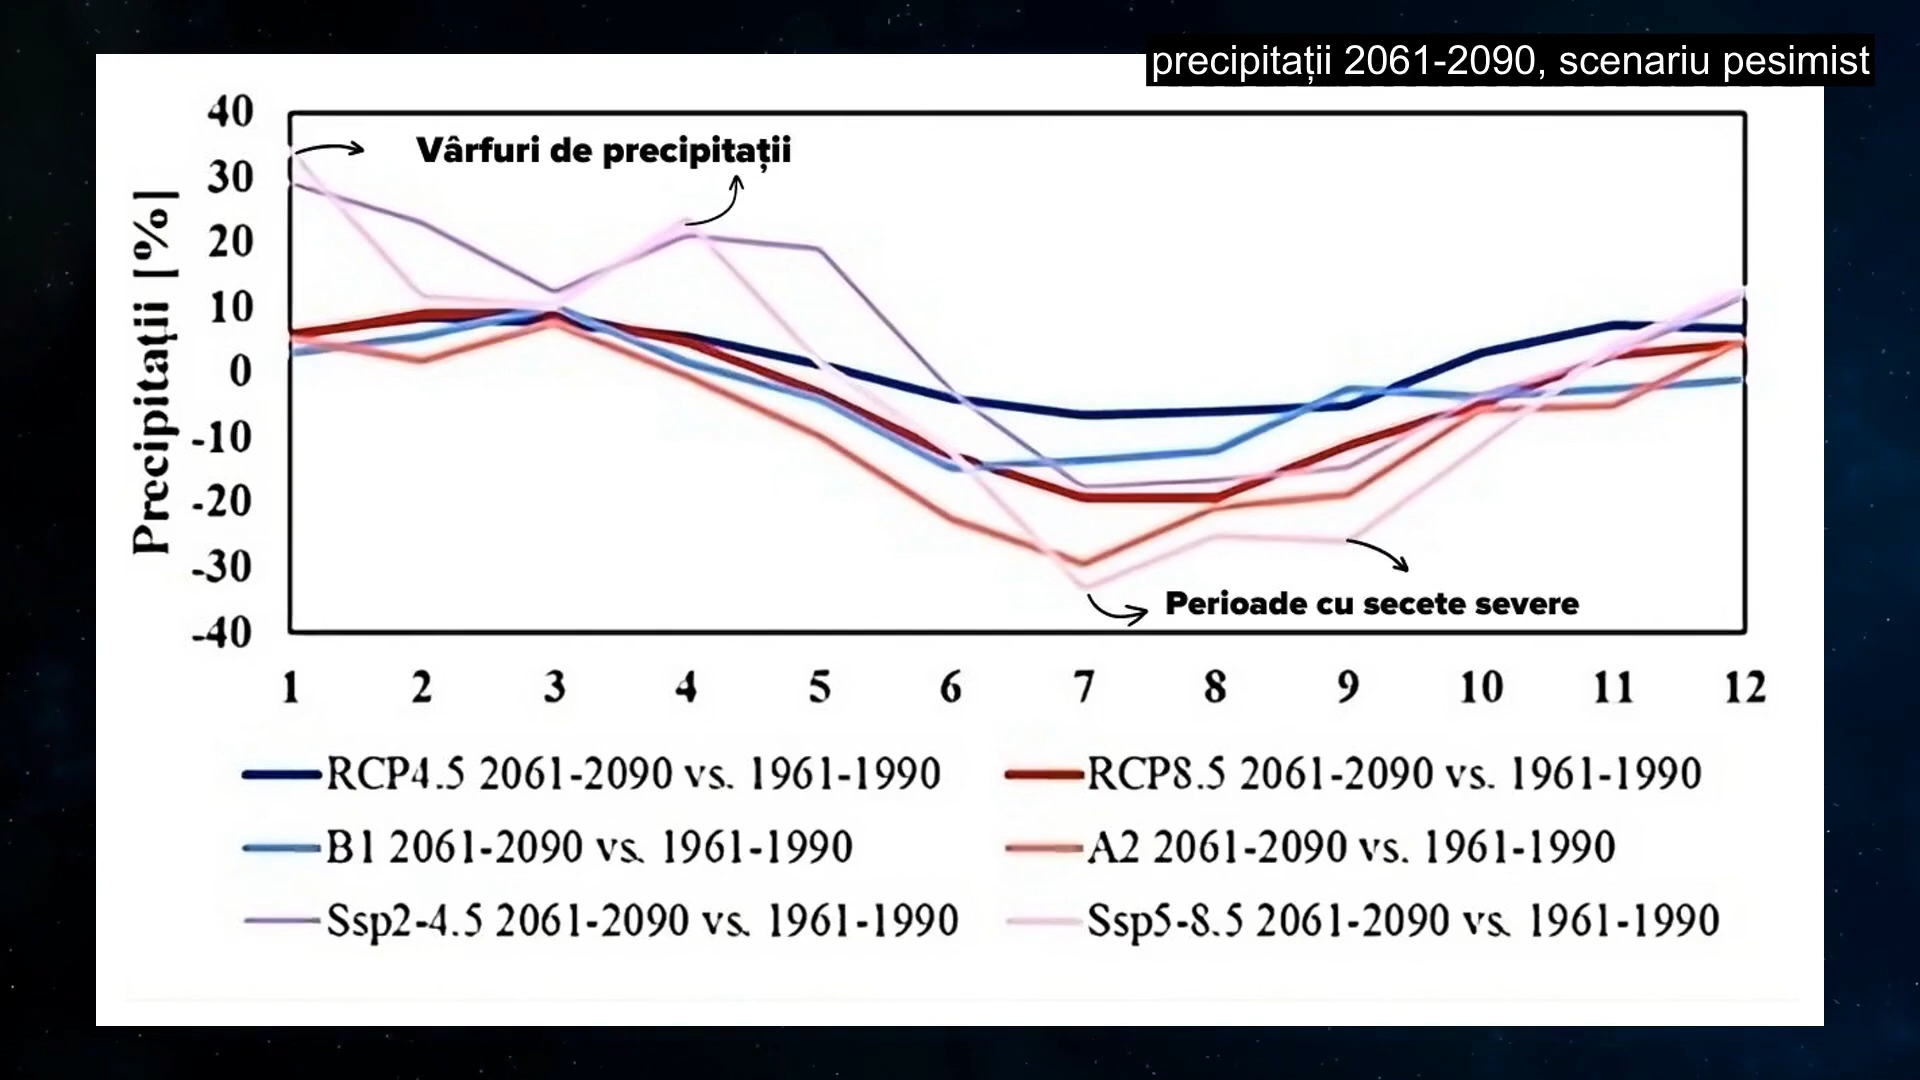 precipitații 2061-2090, scenariu pesimist
Vârfuri de precipitații
Precipitații [%]
40
30
20
10
0
-10
-20
-30
-40
Perioade cu secete severe
1 2 3 4 5 6 7 8 9 10 11 12
RCP4.5 2061-2090 vs. 1961-1990
RCP8.5 2061-2090 vs. 1961-1990
B1 2061-2090 vs. 1961-1990
A2 2061-2090 vs. 1961-1990
Ssp2-4.5 2061-2090 vs. 1961-1990
Ssp5-8.5 2061-2090 vs. 1961-1990